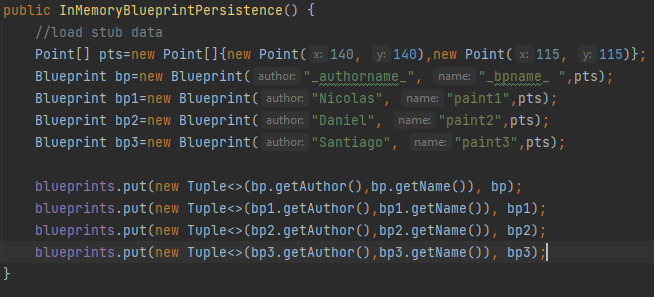 public InMemoryBlueprintPersistence() {
    //load stub data
    Point[] pts=new Point[]{new Point( x: 140, y: 140),new Point( x: 115, y: 115)};
    Blueprint bp=new Blueprint( author: "_authorname_", name: "_bpname_ ",pts);
    Blueprint bp1=new Blueprint( author: "Nicolas", name: "paint1",pts);
    Blueprint bp2=new Blueprint( author: "Daniel", name: "paint2",pts);
    Blueprint bp3=new Blueprint( author: "Santiago", name: "paint3",pts);

    blueprints.put(new Tuple<>(bp.getAuthor(),bp.getName()), bp);
    blueprints.put(new Tuple<>(bp1.getAuthor(),bp1.getName()), bp1);
    blueprints.put(new Tuple<>(bp2.getAuthor(),bp2.getName()), bp2);
    blueprints.put(new Tuple<>(bp3.getAuthor(),bp3.getName()), bp3);
}